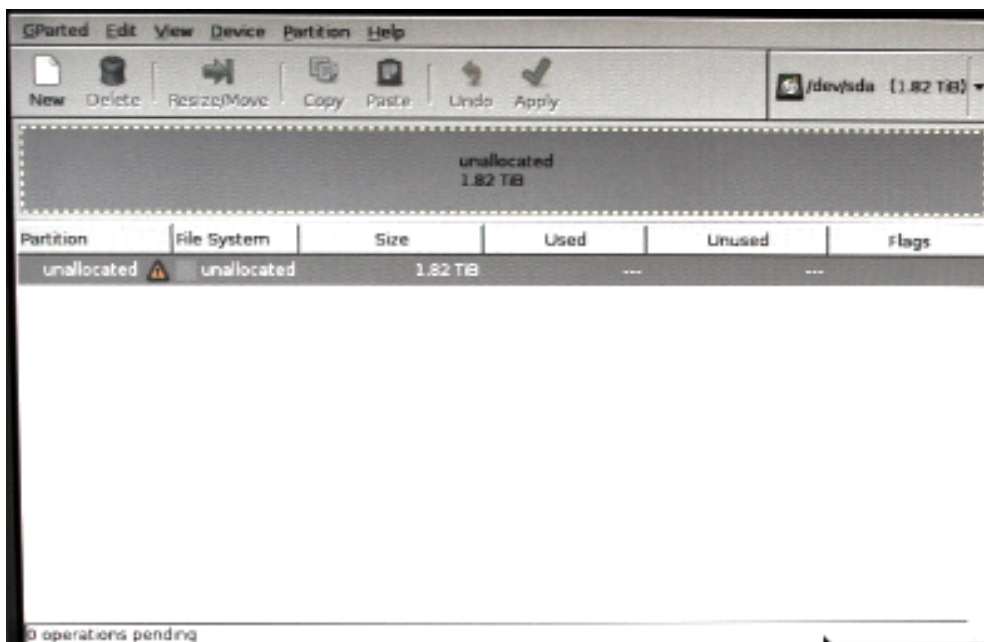 GParted Edit View Device Partition Help
New Delete Resize/Move Copy Paste Undo Apply /dev/sda (1.82 TiB)
unallocated
1.82 TiB
Partition File System Size Used Unused Flags
unallocated unallocated 1.82 TiB --- ---
0 operations pending